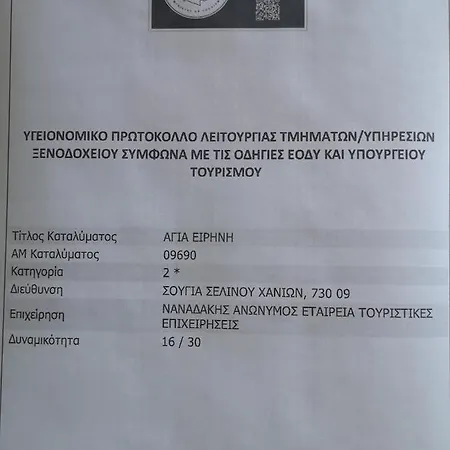 ΥΓΕΙΟΝΟΜΙΚΟ ΠΡΩΤΟΚΟΛΛΟ ΛΕΙΤΟΥΡΓΙΑΣ ΤΜΗΜΑΤΩΝ/ΥΠΗΡΕΣΙΩΝ
ΞΕΝΟΔΟΧΕΙΟΥ ΣΥΜΦΩΝΑ ΜΕ ΤΙΣ ΟΔΗΓΙΕΣ ΕΟΔΥ ΚΑΙ ΥΠΟΥΡΓΕΙΟΥ
ΤΟΥΡΙΣΜΟΥ
Τίτλος Καταλύματος ΑΓΙΑ ΕΙΡΗΝΗ
ΑΜ Καταλύματος 09690
Κατηγορία 2 *
Διεύθυνση ΣΟΥΓΙΑ ΣΕΛΙΝΟΥ ΧΑΝΙΩΝ, 730 09
Επιχείρηση ΝΑΝΑΔΑΚΗΣ ΑΝΩΝΥΜΟΣ ΕΤΑΙΡΕΙΑ ΤΟΥΡΙΣΤΙΚΕΣ
ΕΠΙΧΕΙΡΗΣΕΙΣ
Δυναμικότητα 16 / 30